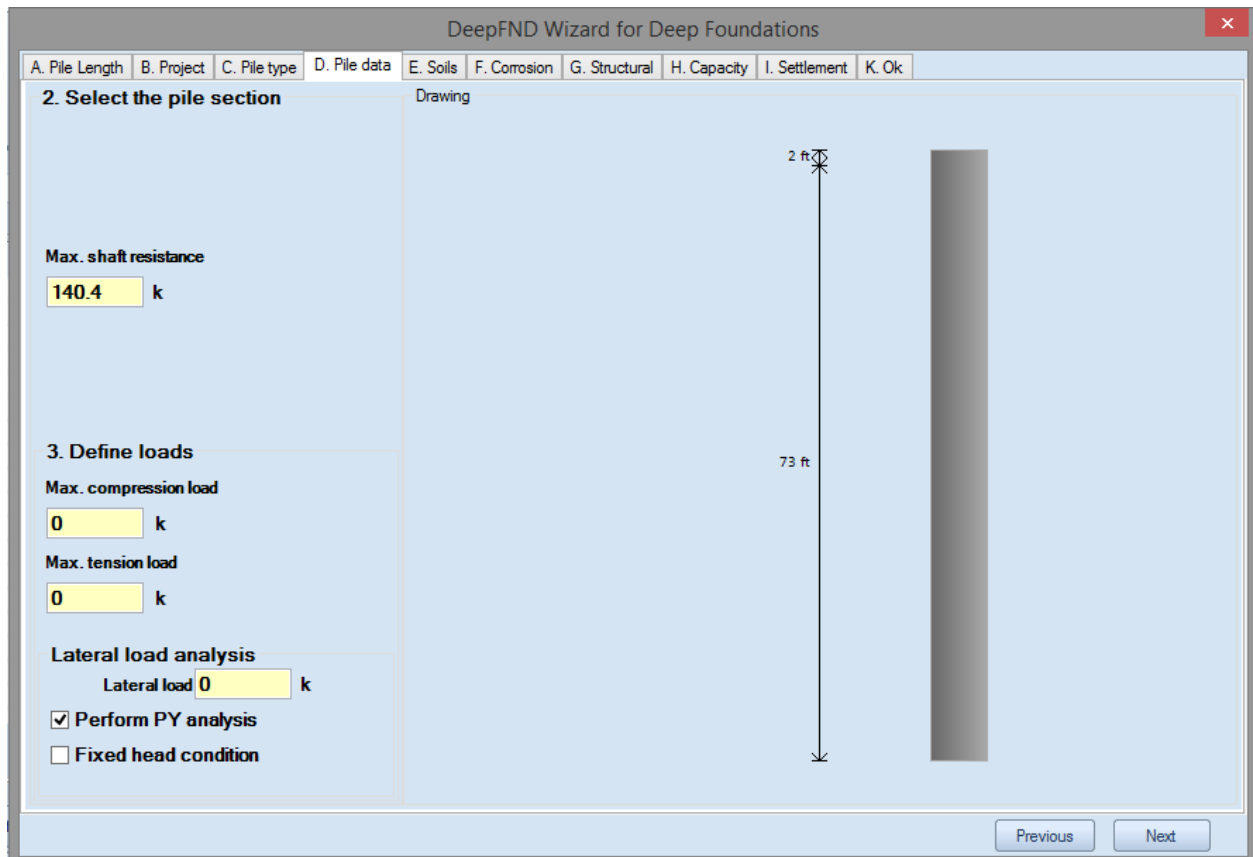 DeepFND Wizard for Deep Foundations
A. Pile Length B. Project C. Pile type D. Pile data E. Soils F. Corrosion G. Structural H. Capacity I. Settlement K. Ok
2. Select the pile section
Drawing
2 ft
Max. shaft resistance
140.4 k
3. Define loads
73 ft
Max. compression load
0 k
Max. tension load
0 k
Lateral load analysis
Lateral load 0 k
Perform PY analysis
Fixed head condition
Previous Next